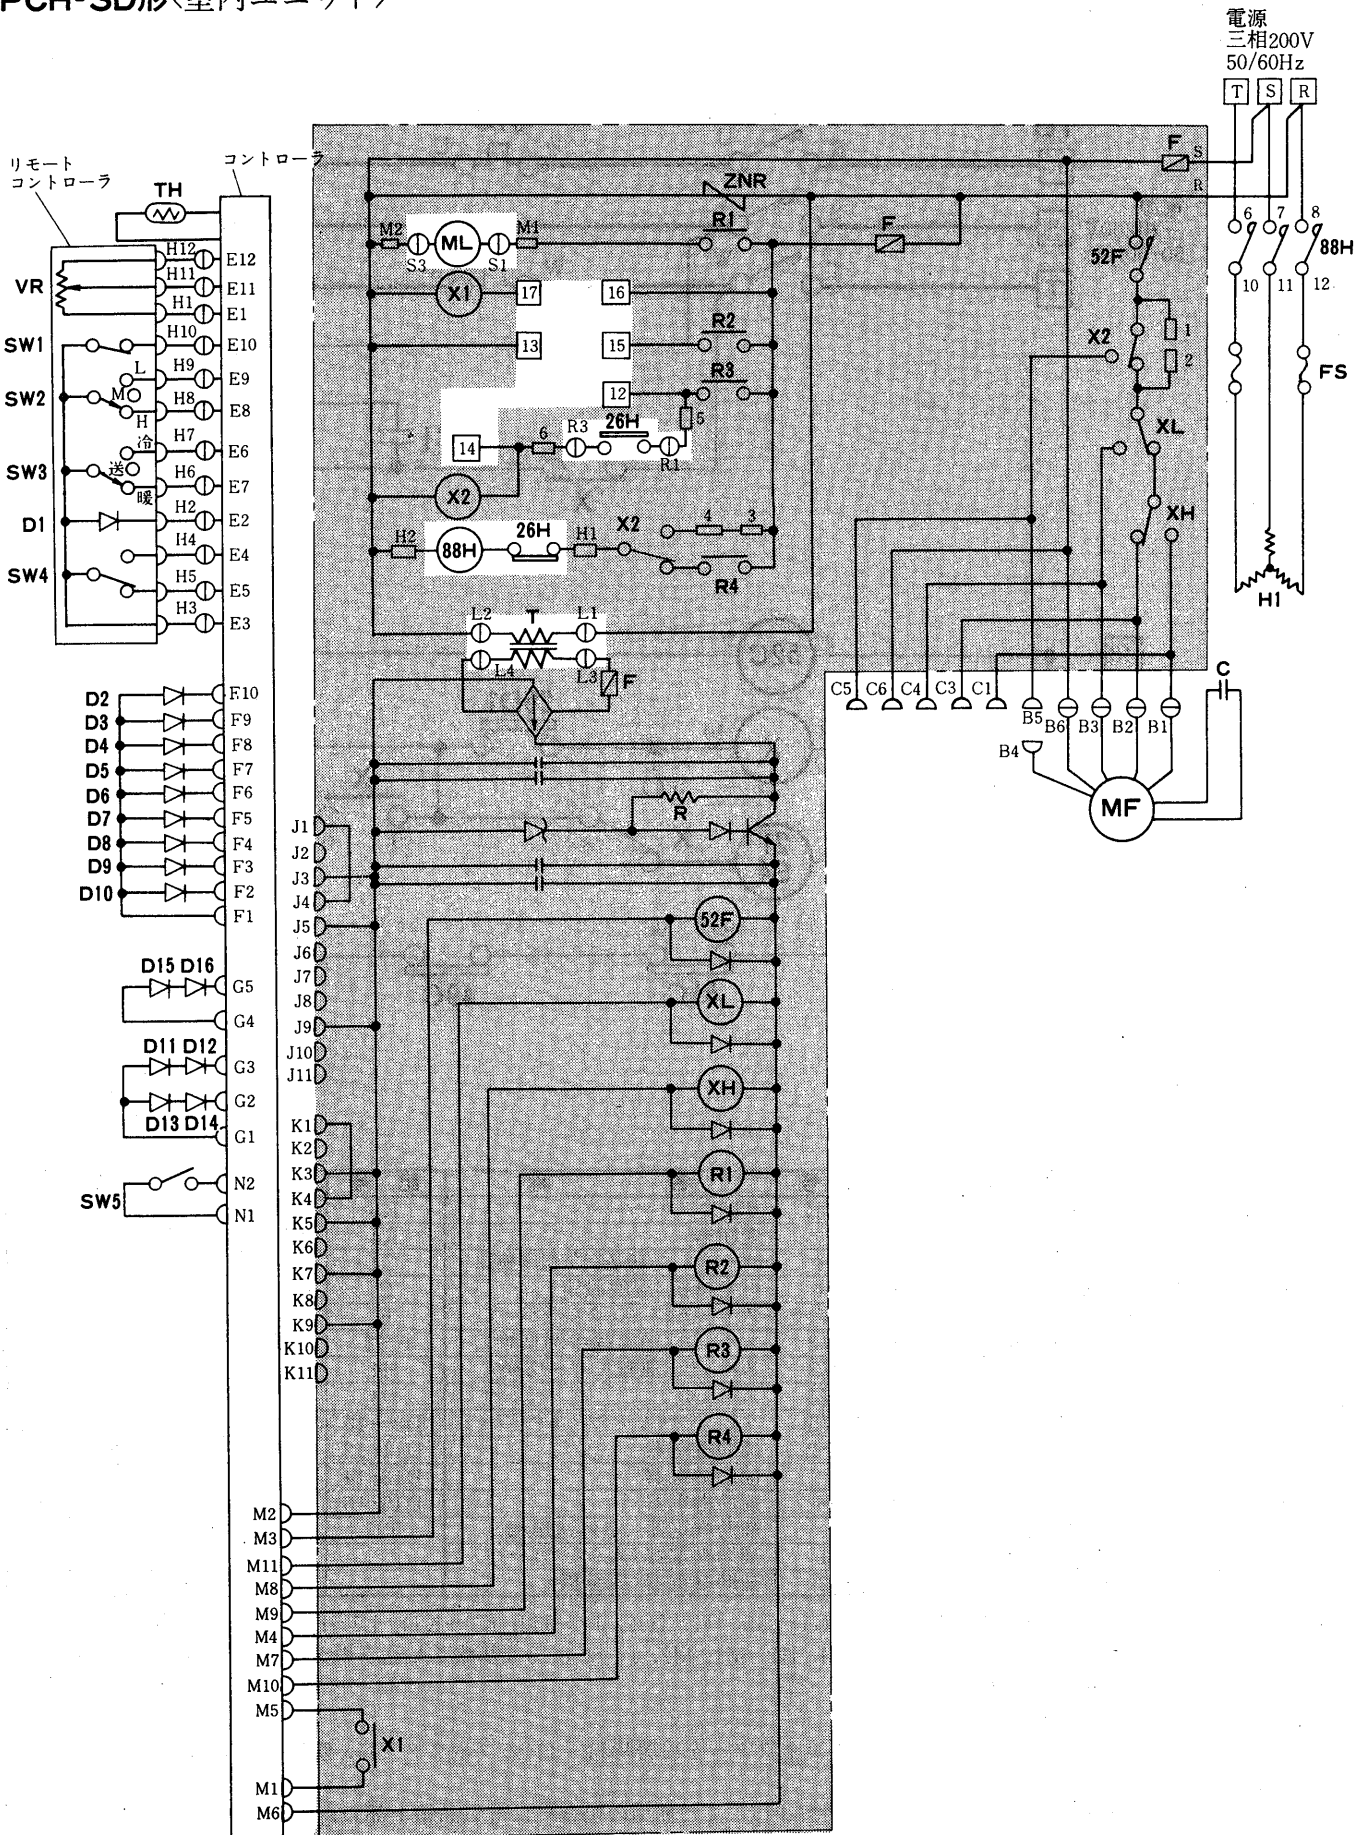 PCH-SD形〈室内ユニット〉
電源
三相200V
50/60Hz
T S R
リモート
コントローラ
コントローラ
TH
F S
R
ZNR
6 7 8
88H
10 11 12
FS
H1
VR
SW1
SW2
SW3
D1
SW4
L
M
H
冷
送
暖
H12 E12
H11 E11
H1 E1
H10 E10
H9 E9
H8 E8
H7 E6
H6 E7
H2 E2
H4 E4
H5 E5
H3 E3
M2 S3 ML S1 M1 R1 F
X1 17 16
13 15 R2
12 R3
5
14 6 R3 26H R1
X2
H2 88H 26H H1 X2 4 3
R4
52F
X2 1
2
XL
XH
L2 T L1
L4 L3 F
C5 C6 C4 C3 C1
B5 B6 B3 B2 B1
B4
C
MF
R
D2 F10
D3 F9
D4 F8
D5 F7
D6 F6
D7 F5
D8 F4
D9 F3
D10 F2
F1
D15 D16 G5
G4
D11 D12 G3
G2
D13 D14 G1
SW5 N2
N1
J1
J2
J3
J4
J5
J6
J7
J8
J9
J10
J11
K1
K2
K3
K4
K5
K6
K7
K8
K9
K10
K11
52F
XL
XH
R1
R2
R3
R4
M2
M3
M11
M8
M9
M4
M7
M10
M5
X1
M1
M6